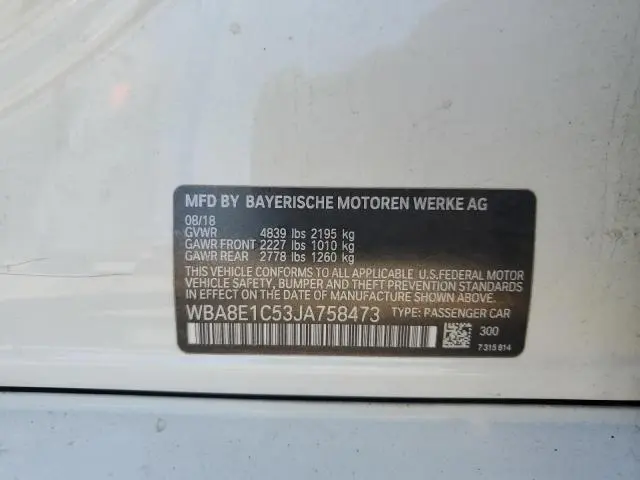 MFD BY BAYERISCHE MOTOREN WERKE AG
08/18
GVWR 4839 lbs 2195 kg
GAWR FRONT 2227 lbs 1010 kg
GAWR REAR 2778 lbs 1260 kg
THIS VEHICLE CONFORMS TO ALL APPLICABLE U.S.FEDERAL MOTOR
VEHICLE SAFETY, BUMPER AND THEFT PREVENTION STANDARDS
IN EFFECT ON THE DATE OF MANUFACTURE SHOWN ABOVE.
WBA8E1C53JA758473 TYPE: PASSENGER CAR
300
7 315 814